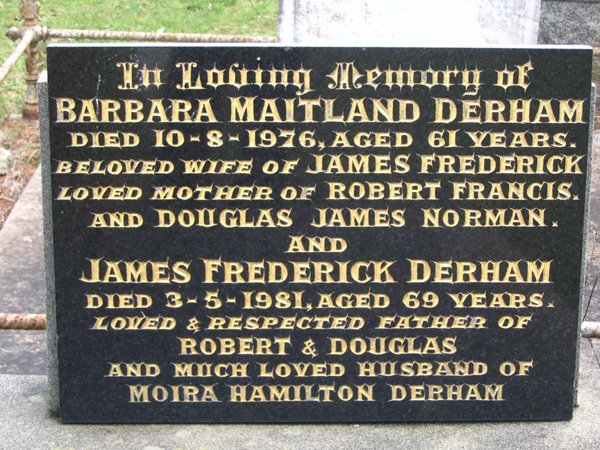 In Loving Memory of
BARBARA MAITLAND DERHAM
DIED 10-8-1976, AGED 61 YEARS.
BELOVED WIFE OF JAMES FREDERICK
LOVED MOTHER OF ROBERT FRANCIS.
AND DOUGLAS JAMES NORMAN.
AND
JAMES FREDERICK DERHAM
DIED 3-5-1981, AGED 69 YEARS.
LOVED & RESPECTED FATHER OF
ROBERT & DOUGLAS
AND MUCH LOVED HUSBAND OF
MOIRA HAMILTON DERHAM